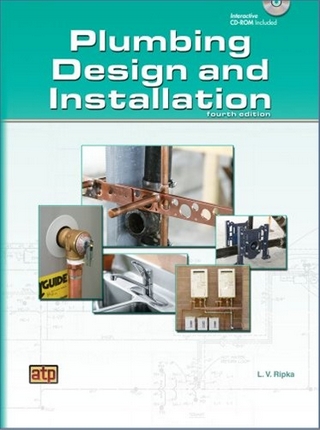 Interactive
CD-ROM Included
Plumbing
Design and
Installation
fourth edition
GUIDE
L. V. Ripka
atp